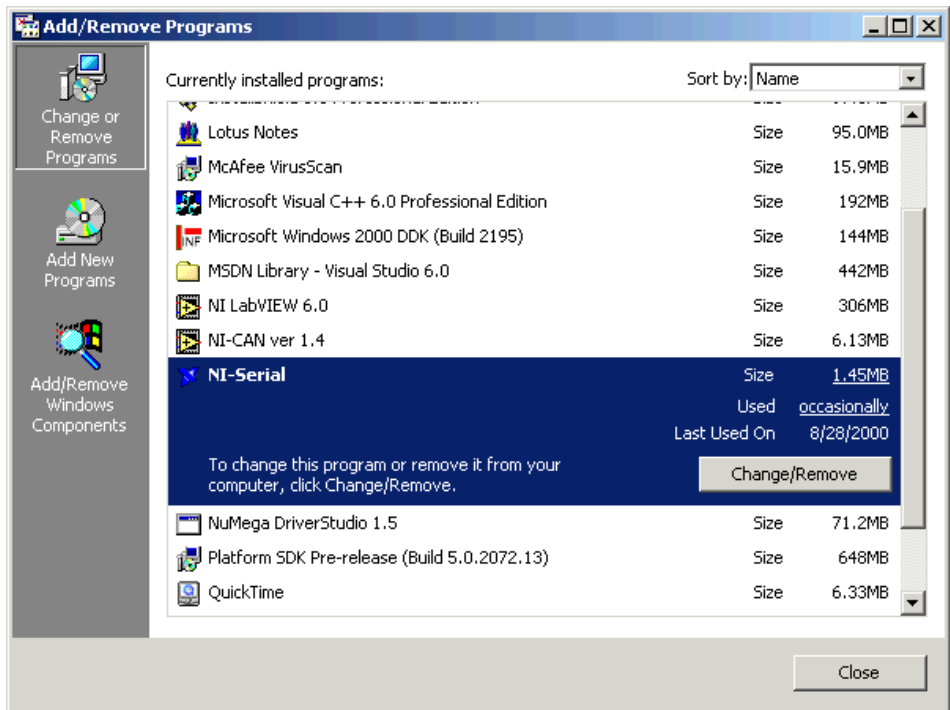 Add/Remove Programs
Change or
Remove
Programs
Add New
Programs
Add/Remove
Windows
Components
Currently installed programs:
Sort by: Name
Lotus Notes Size 95.0MB
McAfee VirusScan Size 15.9MB
Microsoft Visual C++ 6.0 Professional Edition Size 192MB
INF Microsoft Windows 2000 DDK (Build 2195) Size 144MB
MSDN Library - Visual Studio 6.0 Size 442MB
NI LabVIEW 6.0 Size 306MB
NI-CAN ver 1.4 Size 6.13MB
NI-Serial Size 1.45MB
Used occasionally
Last Used On 8/28/2000
To change this program or remove it from your
computer, click Change/Remove.
Change/Remove
NuMega DriverStudio 1.5 Size 71.2MB
Platform SDK Pre-release (Build 5.0.2072.13) Size 648MB
QuickTime Size 6.33MB
Close